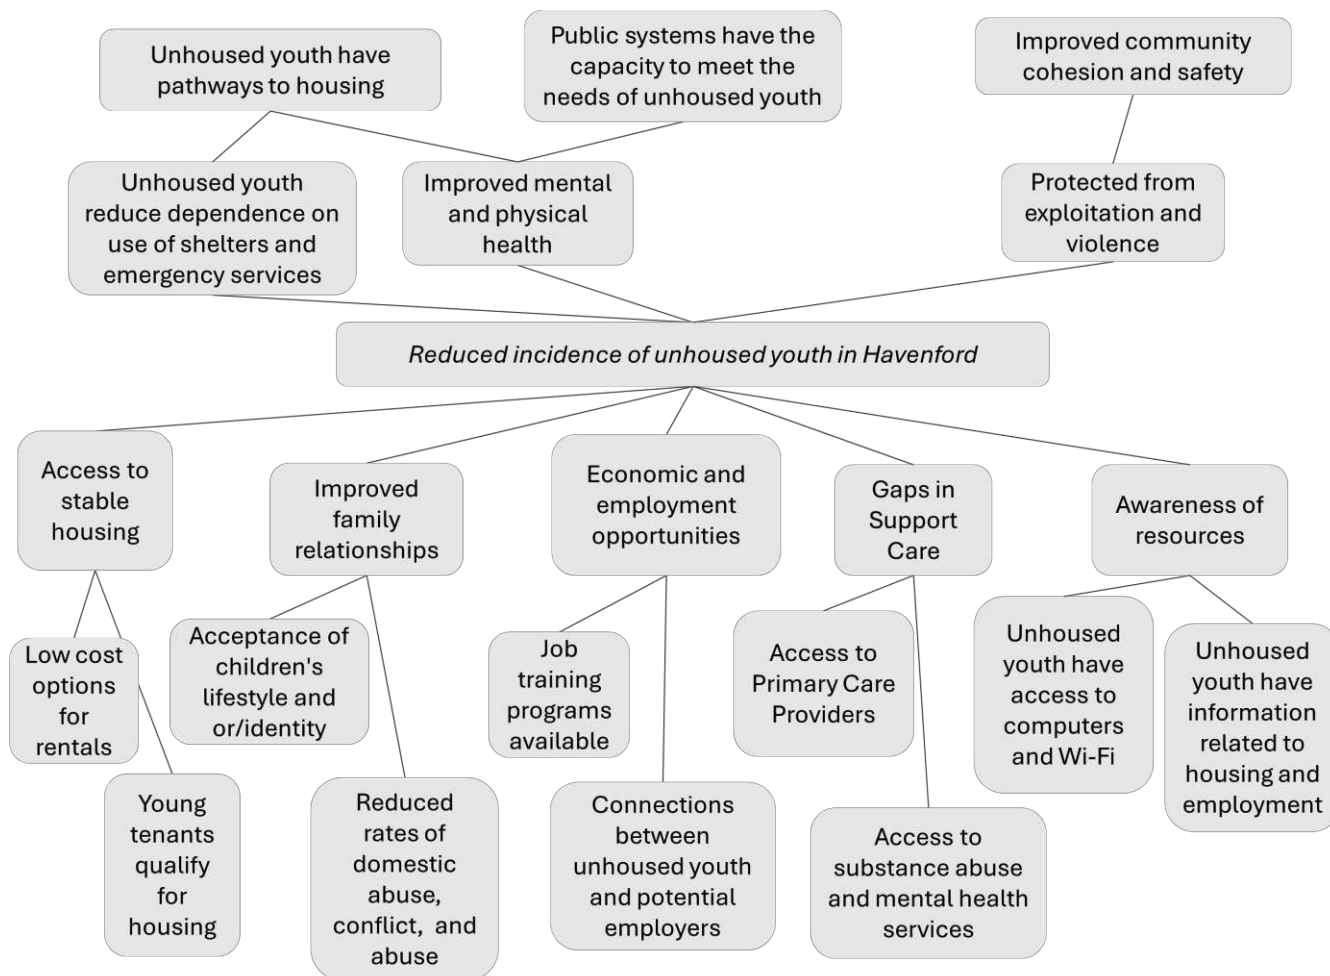 Unhoused youth have
pathways to housing
Public systems have the
capacity to meet the
needs of unhoused youth
Improved community
cohesion and safety
Unhoused youth
reduce dependence on
use of shelters and
emergency services
Improved mental
and physical
health
Protected from
exploitation and
violence
Reduced incidence of unhoused youth in Havenford
Access to
stable
housing
Improved
family
relationships
Economic and
employment
opportunities
Gaps in
Support
Care
Awareness of
resources
Low cost
options
for
rentals
Acceptance of
children's
lifestyle and
or/identity
Job
training
programs
available
Access to
Primary Care
Providers
Unhoused
youth have
access to
computers
and Wi-Fi
Unhoused
youth have
information
related to
housing and
employment
Young
tenants
qualify
for
housing
Reduced
rates of
domestic
abuse,
conflict, and
abuse
Connections
between
unhoused youth
and potential
employers
Access to
substance abuse
and mental health
services